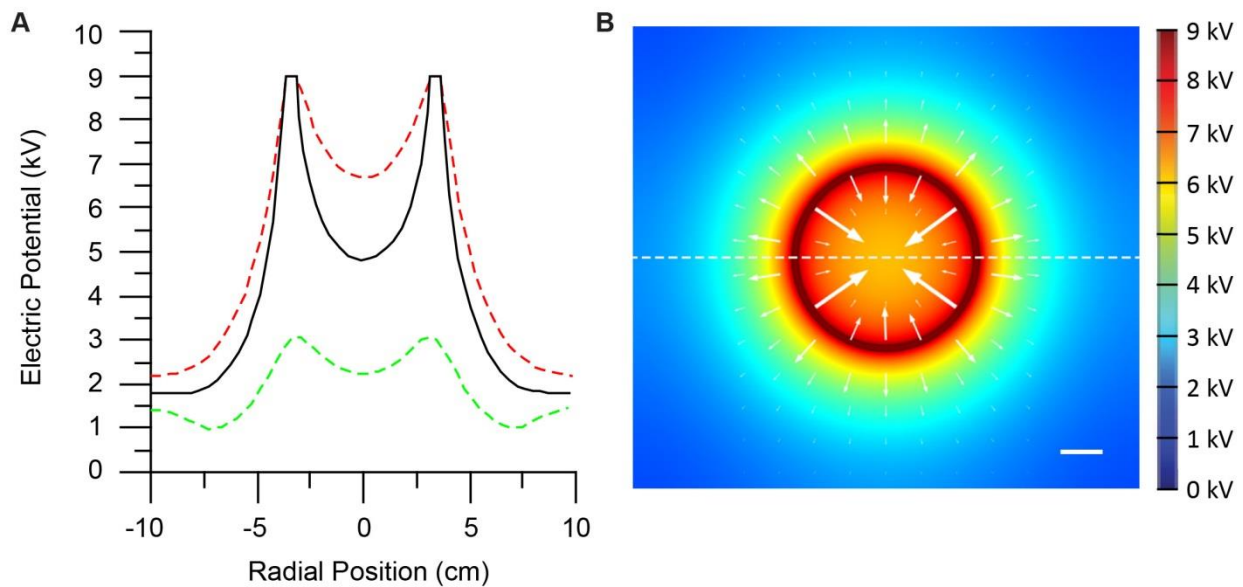 A
10
9
8
7
6
5
4
3
2
1
0
Electric Potential (kV)
-10
-5
0
5
10
Radial Position (cm)
B
9 kV
8 kV
7 kV
6 kV
5 kV
4 kV
3 kV
2 kV
1 kV
0 kV